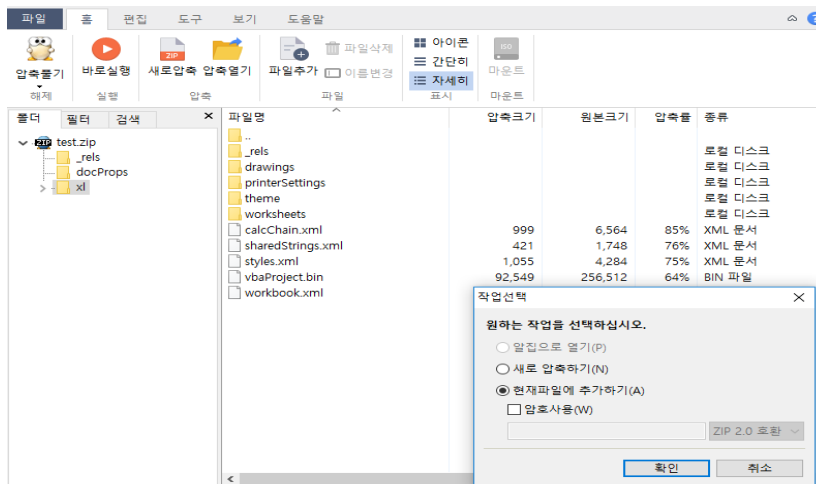 파일 홈 편집 도구 보기 도움말
압축풀기 바로실행 ZIP 새로압축 압축열기 파일추가 파일삭제 이름변경 아이콘 간단히 자세히 ISO 마운트
해제 실행 압축 파일 표시 마운트
폴더 필터 검색 파일명 압축크기 원본크기 압축률 종류
ZIP test.zip ..
_rels _rels 로컬 디스크
docProps drawings 로컬 디스크
xl printerSettings 로컬 디스크
theme 로컬 디스크
worksheets 로컬 디스크
calcChain.xml 999 6,564 85% XML 문서
sharedStrings.xml 421 1,748 76% XML 문서
styles.xml 1,055 4,284 75% XML 문서
vbaProject.bin 92,549 256,512 64% BIN 파일
workbook.xml
작업선택
원하는 작업을 선택하십시오.
알집으로 열기(P)
새로 압축하기(N)
현재파일에 추가하기(A)
암호사용(W)
ZIP 2.0 호환
확인 취소